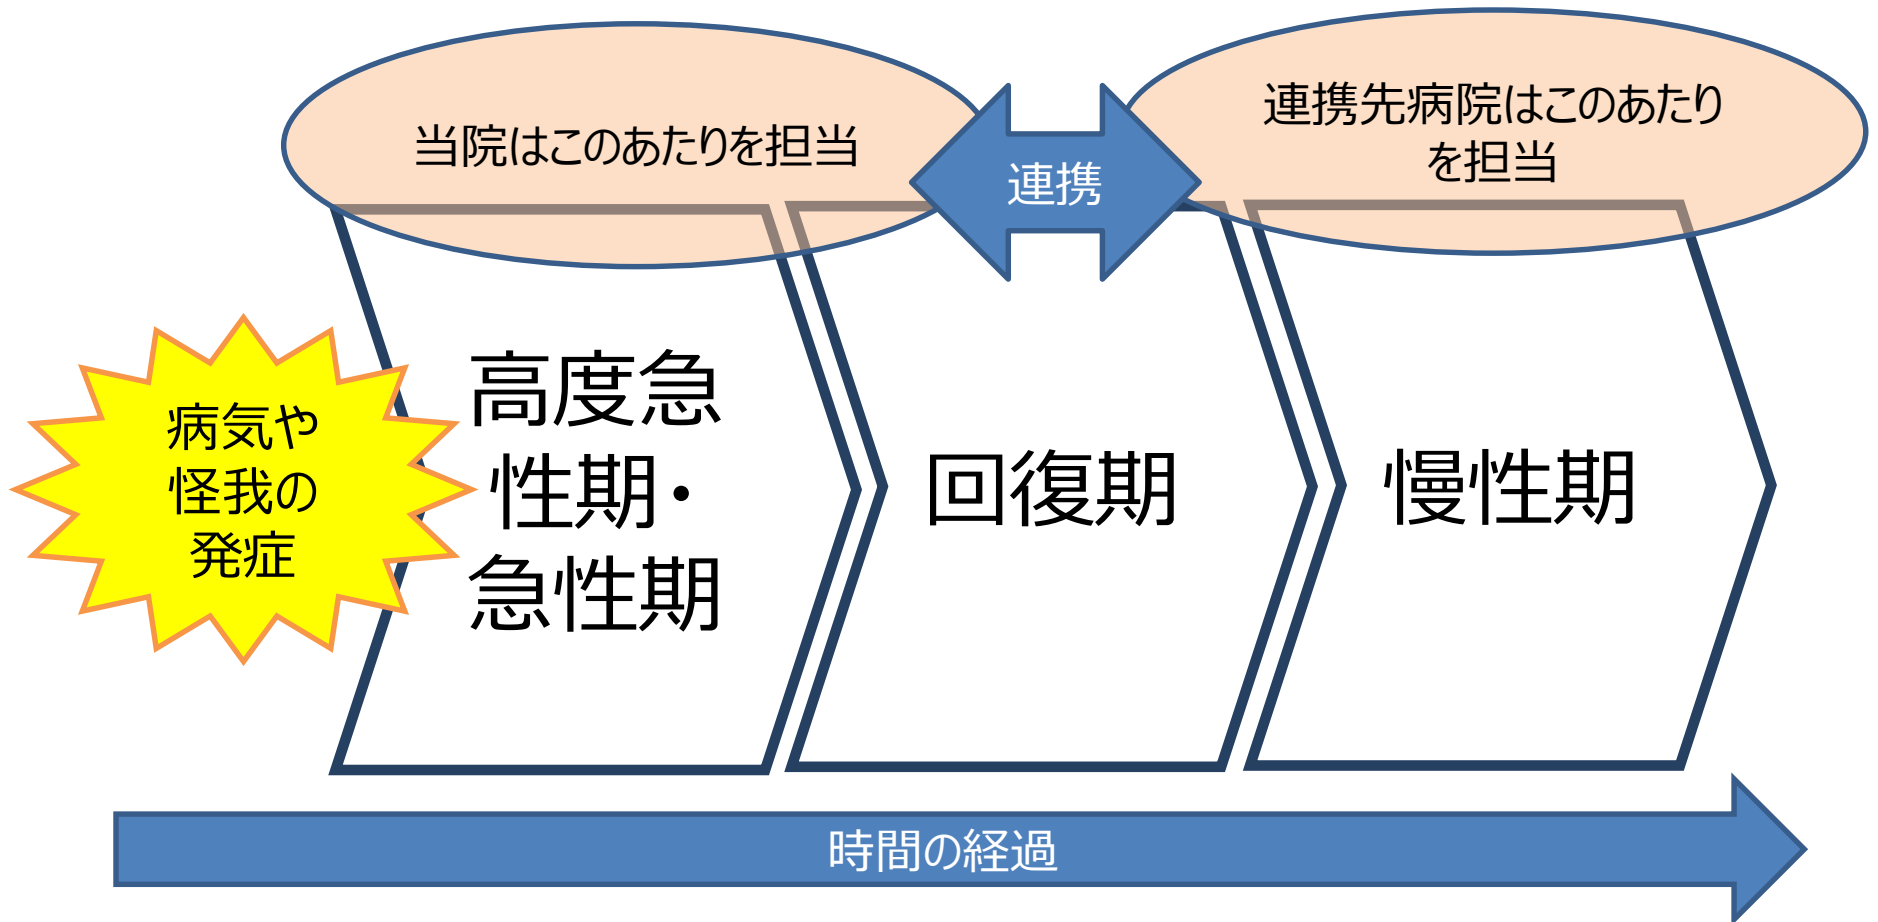 当院はこのあたりを担当
連携
連携先病院はこのあたり
を担当
病気や
怪我の
発症
高度急
性期・
急性期
回復期
慢性期
時間の経過